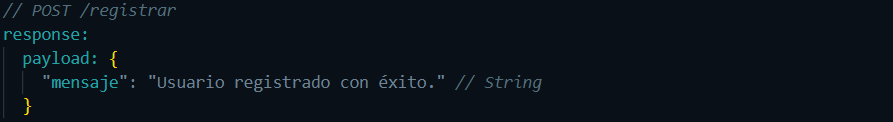 // POST /registrar
response:
payload: {
"mensaje": "Usuario registrado con éxito." // String
}